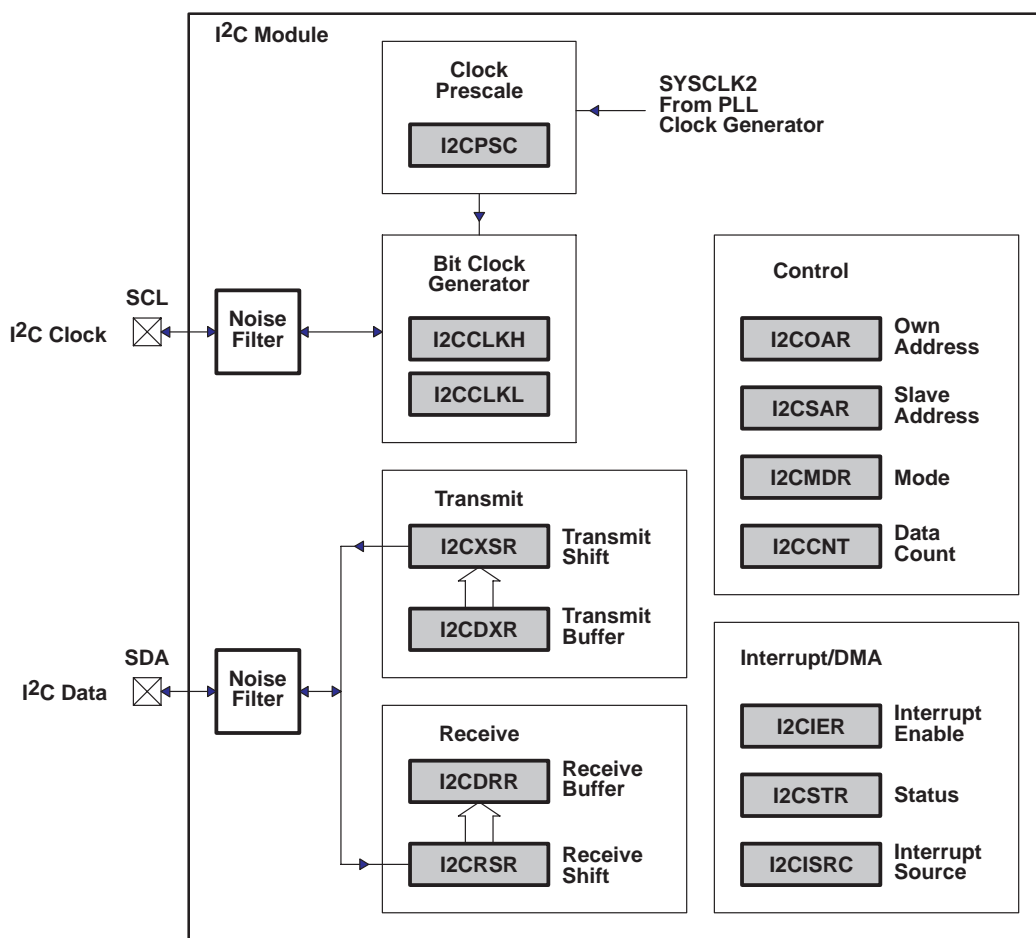 I2C Module
Clock
Prescale
I2CPSC
SYSCLK2
From PLL
Clock Generator
Bit Clock
Generator
I2CCLKH
I2CCLKL
SCL
I2C Clock
Noise
Filter
Control
I2COAR
Own
Address
I2CSAR
Slave
Address
I2CMDR
Mode
I2CCNT
Data
Count
Transmit
I2CXSR
Transmit
Shift
I2CDXR
Transmit
Buffer
SDA
I2C Data
Noise
Filter
Receive
I2CDRR
Receive
Buffer
I2CRSR
Receive
Shift
Interrupt/DMA
I2CIER
Interrupt
Enable
I2CSTR
Status
I2CISRC
Interrupt
Source